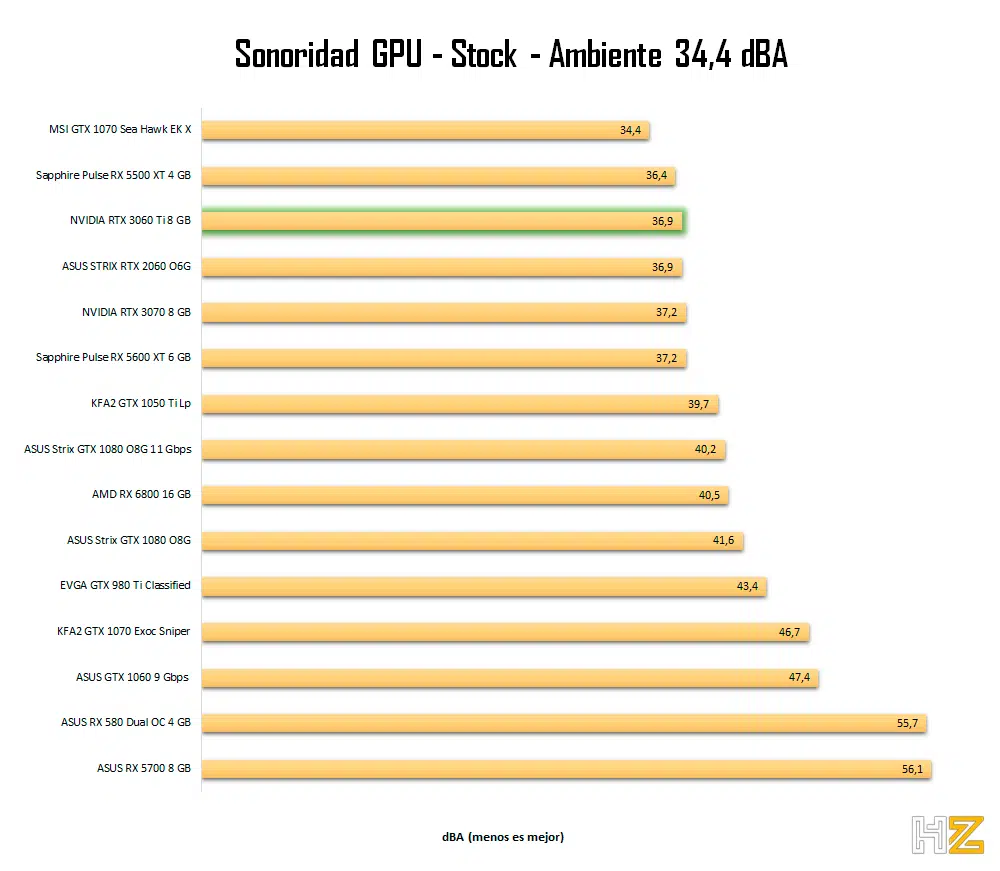 Sonoridad GPU - Stock - Ambiente 34,4 dBA
MSI GTX 1070 Sea Hawk EK X 34,4
Sapphire Pulse RX 5500 XT 4 GB 36,4
NVIDIA RTX 3060 Ti 8 GB 36,9
ASUS STRIX RTX 2060 O6G 36,9
NVIDIA RTX 3070 8 GB 37,2
Sapphire Pulse RX 5600 XT 6 GB 37,2
KFA2 GTX 1050 Ti Lp 39,7
ASUS Strix GTX 1080 O8G 11 Gbps 40,2
AMD RX 6800 16 GB 40,5
ASUS Strix GTX 1080 O8G 41,6
EVGA GTX 980 Ti Classified 43,4
KFA2 GTX 1070 Exoc Sniper 46,7
ASUS GTX 1060 9 Gbps 47,4
ASUS RX 580 Dual OC 4 GB 55,7
ASUS RX 5700 8 GB 56,1
dBA (menos es mejor)
HZ